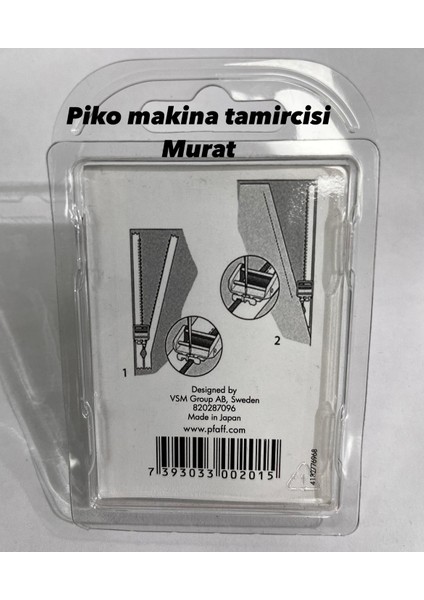 Piko makina tamircisi
Murat
1
2
Designed by
VSM Group AB, Sweden
820287096
Made in Japan
www.pfaff.com
7 393033 002015